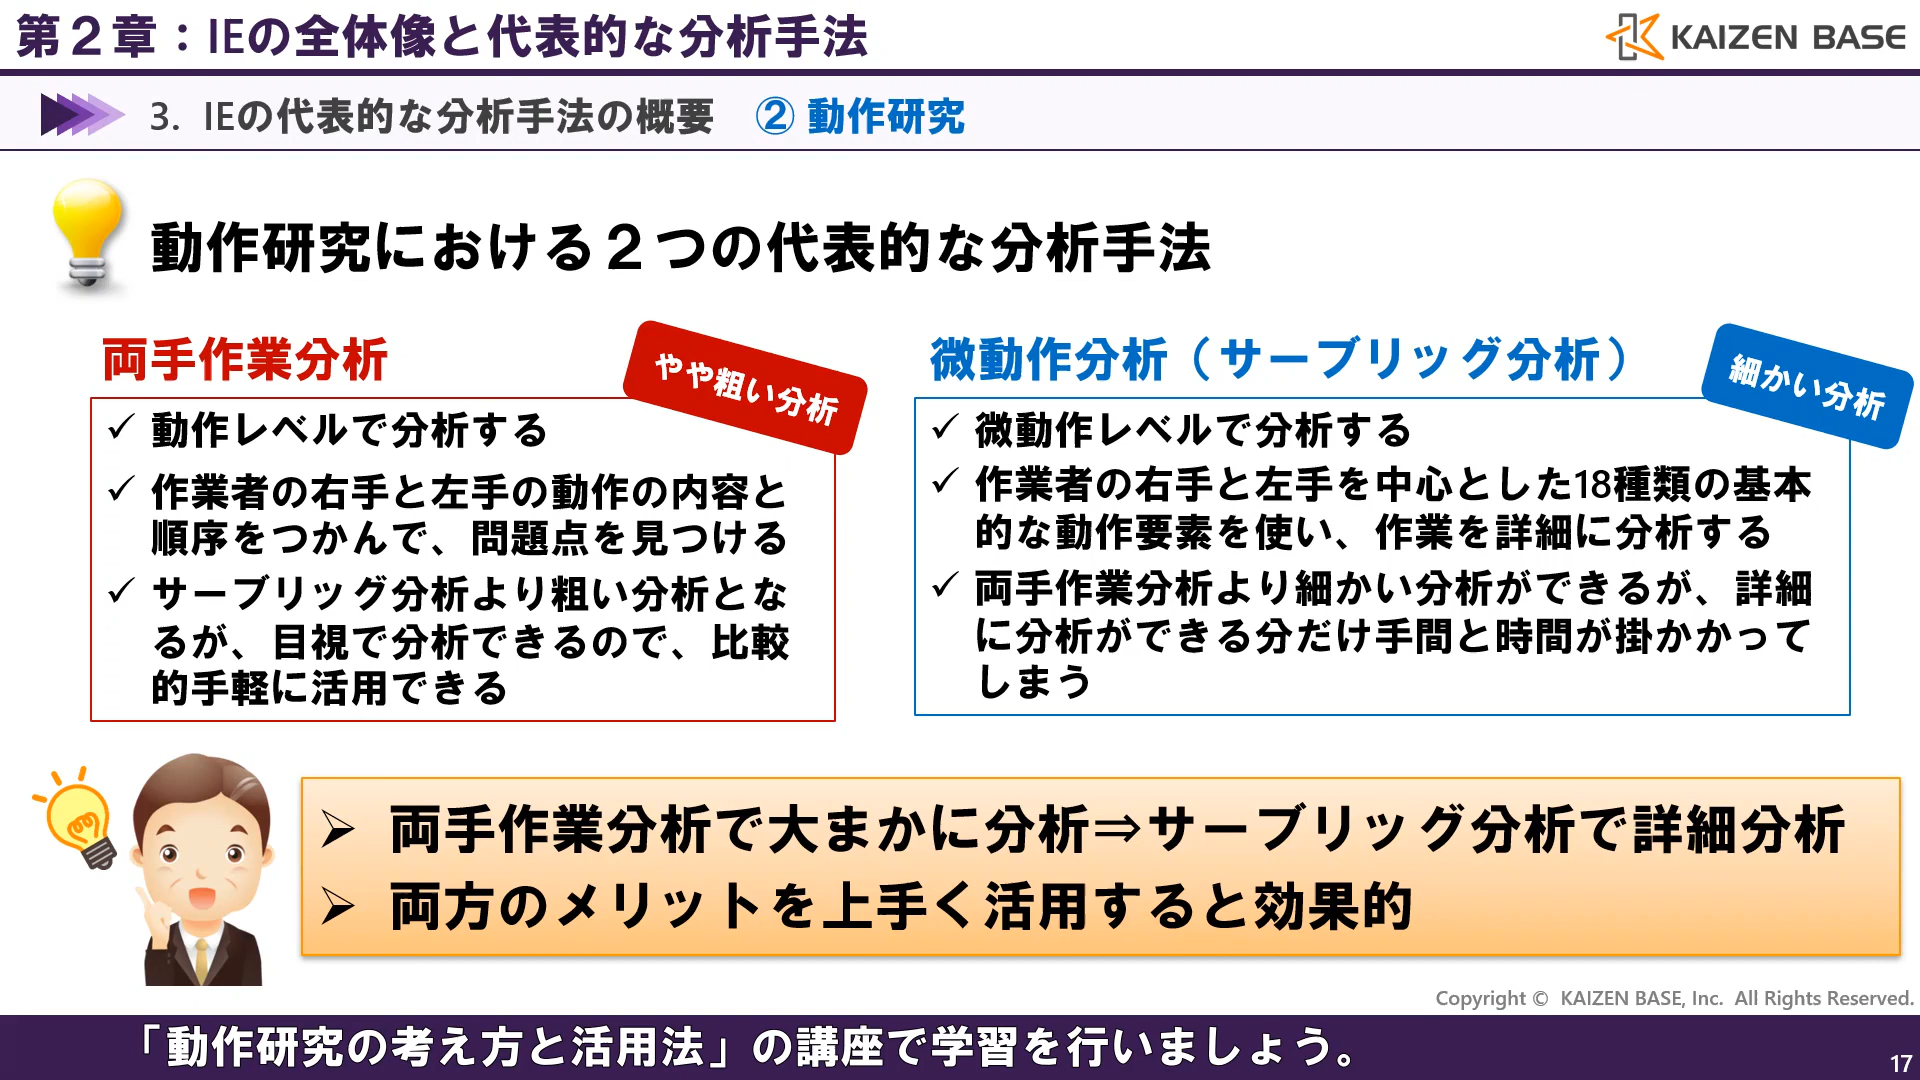 第２章：IEの全体像と代表的な分析手法
KAIZEN BASE
3. IEの代表的な分析手法の概要 ② 動作研究
動作研究における２つの代表的な分析手法
両手作業分析
やや粗い分析
✓ 動作レベルで分析する
✓ 作業者の右手と左手の動作の内容と
順序をつかんで、問題点を見つける
✓ サーブリッグ分析より粗い分析とな
るが、目視で分析できるので、比較
的手軽に活用できる
微動作分析（サーブリッグ分析）
細かい分析
✓ 微動作レベルで分析する
✓ 作業者の右手と左手を中心とした18種類の基本
的な動作要素を使い、作業を詳細に分析する
✓ 両手作業分析より細かい分析ができるが、詳細
に分析ができる分だけ手間と時間が掛かかって
しまう
➢ 両手作業分析で大まかに分析⇒サーブリッグ分析で詳細分析
➢ 両方のメリットを上手く活用すると効果的
Copyright © KAIZEN BASE, Inc. All Rights Reserved.
「動作研究の考え方と活用法」の講座で学習を行いましょう。
17